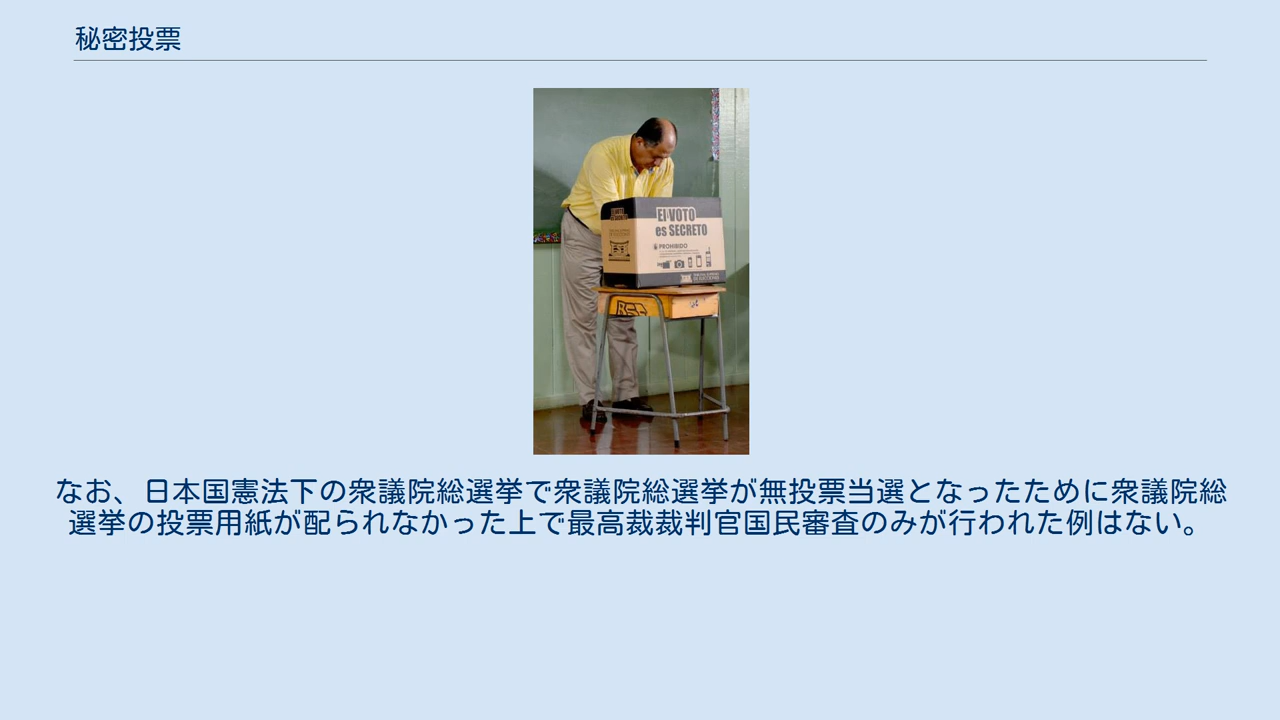 秘密投票
El VOTO
es SECRETO
PROHIBIDO
なお、日本国憲法下の衆議院総選挙で衆議院総選挙が無投票当選となったために衆議院総
選挙の投票用紙が配られなかった上で最高裁裁判官国民審査のみが行われた例はない。